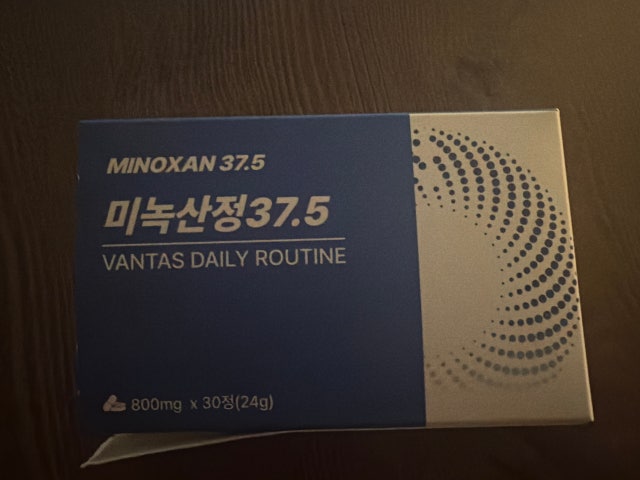 MINOXAN 37.5
미녹산정37.5
VANTAS DAILY ROUTINE
800mg x 30정(24g)